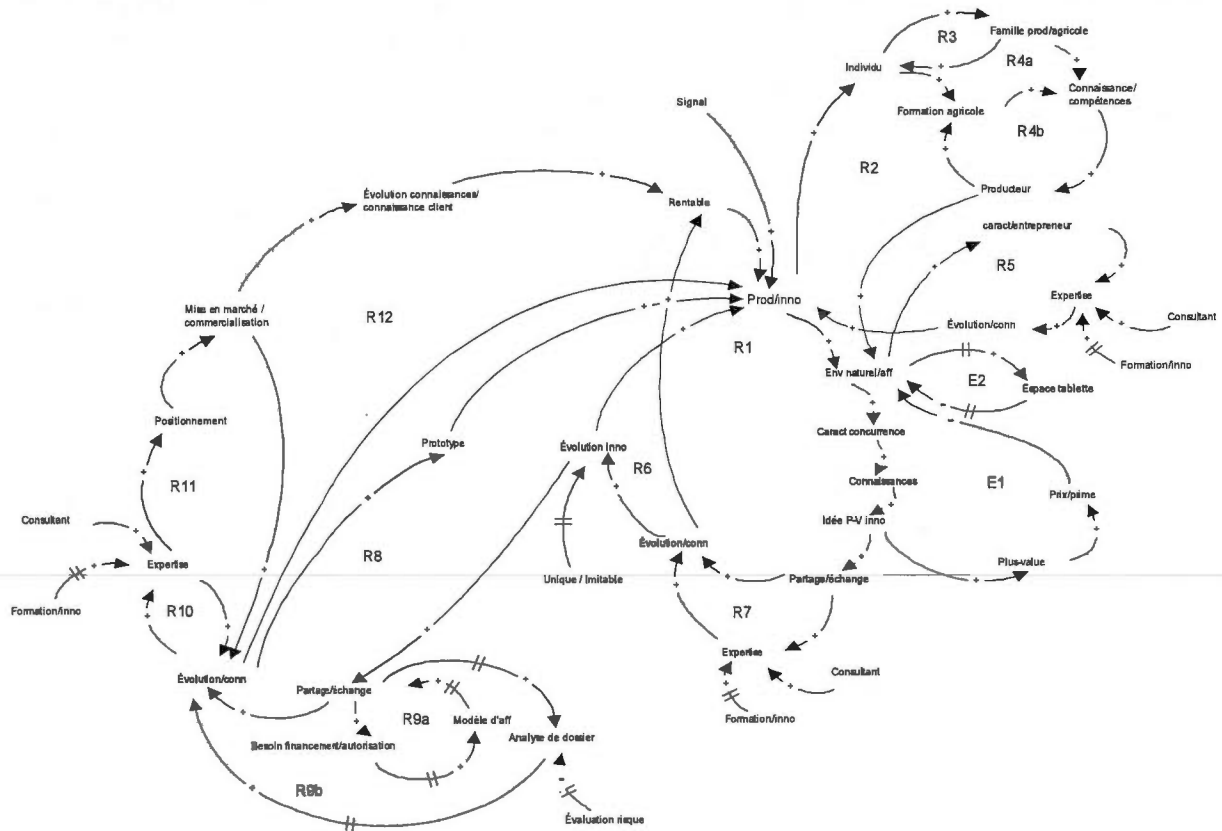 R3
Famille prod/agricole
Individu
R4a
Signal
Formation agricole
Connaissance/
compétences
R4b
R2
Évolution connaissances/
connaissance client
Rentable
Producteur
caract/entrepreneur
R5
Mise en marché /
commercialisation
R12
Prod/inno
Expertise
Consultant
R1
Évolution/conn
Formation/inno
Env naturel/aff
E2
Espace tablette
Positionnement
Prototype
Évolution inno
Caract concurrence
R6
Connaissances
E1
Prix/prime
R11
Idée P-V inno
Consultant
Évolution/conn
R8
Expertise
Unique / Imitable
Partage/échange
Plus-value
Formation/inno
R10
R7
Expertise
Consultant
Évolution/conn
Partage/échange
Formation/inno
R9a
Modèle d'aff
Analyse de dossier
Besoin financement/autorisation
R9b
Évaluation risque